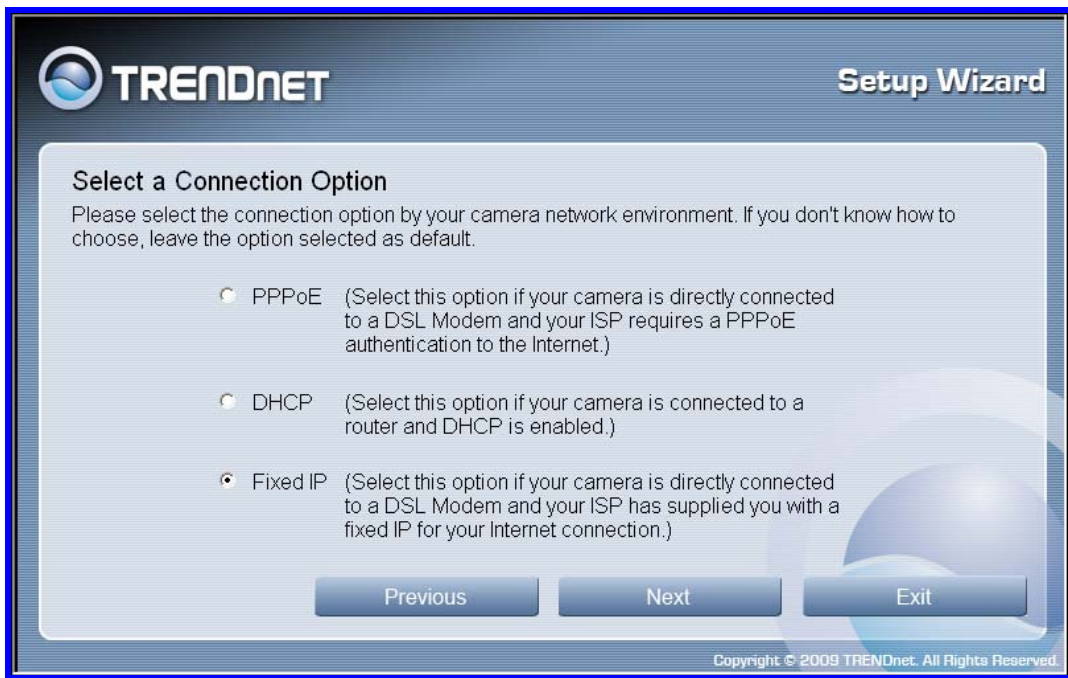 TRENDNET
Setup Wizard
Select a Connection Option
Please select the connection option by your camera network environment. If you don't know how to
choose, leave the option selected as default.
PPPoE (Select this option if your camera is directly connected
to a DSL Modem and your ISP requires a PPPoE
authentication to the Internet.)
DHCP (Select this option if your camera is connected to a
router and DHCP is enabled.)
Fixed IP (Select this option if your camera is directly connected
to a DSL Modem and your ISP has supplied you with a
fixed IP for your Internet connection.)
Previous Next Exit
Copyright © 2009 TRENDnet. All Rights Reserved.